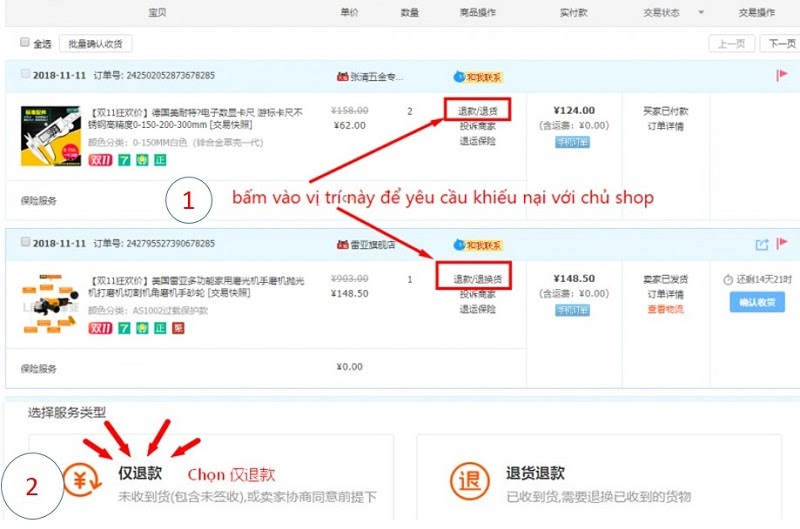 宝贝 单价 数量 商品操作 实付款 交易状态 交易操作
全选 批量确认收货 上一页 下一页
2018-11-11 订单号: 242502052873678285 张清五金专... 和我联系
【双11狂欢价】德国美耐特?电子数显卡尺 游标卡尺不 ¥158.00 2 退款/退货 ¥124.00 买家已付款
锈钢高精度0-150-200-300mm [交易快照] ¥62.00 投诉商家 (含运费：¥0.00) 订单详情
颜色分类：0-150MM白色（锌合金章壳一代） 退运保险 手机订单
双11 7 正
保险服务
1 bấm vào vị trí này để yêu cầu khiếu nại với chủ shop
2018-11-11 订单号: 242795527390678285 雷亚旗舰店 和我联系
【双11狂欢价】美国雷亚多功能家用磨光机手磨机抛光 ¥903.00 1 退款/退换货 ¥148.50 卖家已发货 还剩14天21时
机打磨机切割机角磨机手砂轮 [交易快照] ¥148.50 投诉商家 (含运费：¥0.00) 订单详情 确认收货
颜色分类：AS1002过载保护款 退运保险 手机订单 查看物流
双11 7 正
保险服务 ¥0.00
选择服务类型
2 仅退款 Chọn 仅退款 退 退货退款
未收到货(包含未签收),或卖家协商同意前提下 已收到货,需要退换已收到的货物